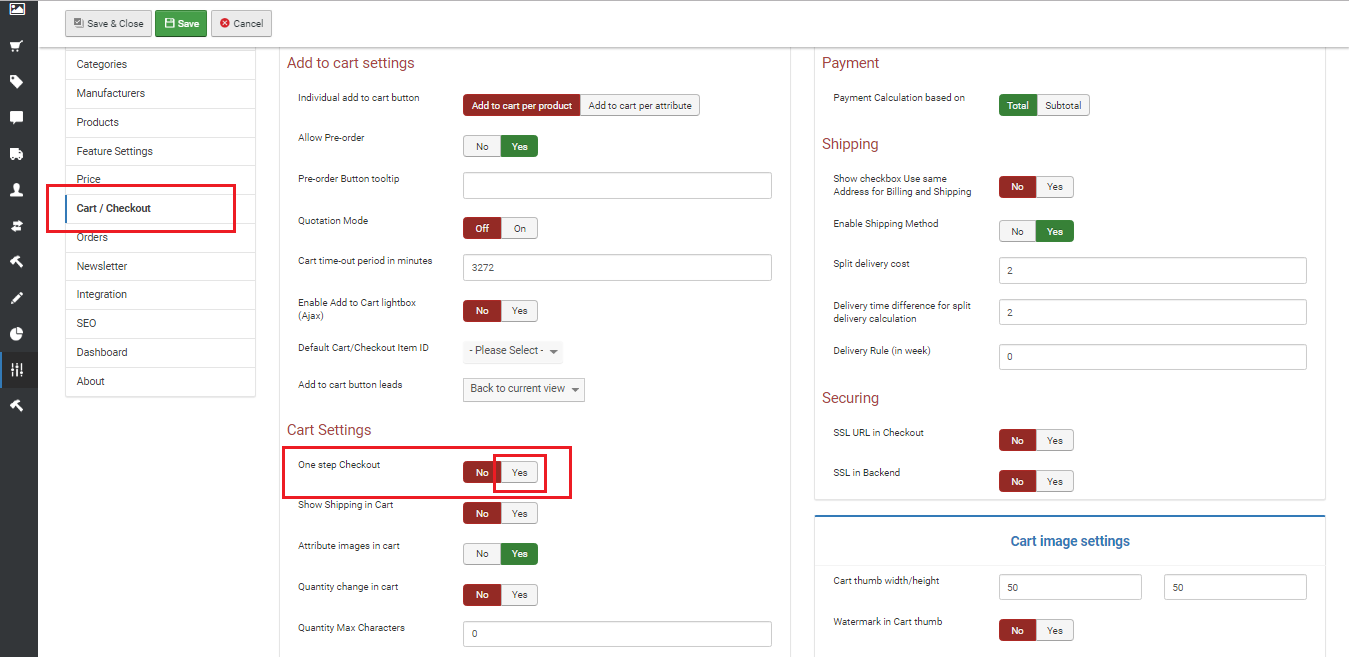 Save & Close
Save
Cancel
Categories
Manufacturers
Products
Feature Settings
Price
Cart / Checkout
Orders
Newsletter
Integration
SEO
Dashboard
About
Add to cart settings
Individual add to cart button
Add to cart per product
Add to cart per attribute
Allow Pre-order
No
Yes
Pre-order Button tooltip
Quotation Mode
Off
On
Cart time-out period in minutes
3272
Enable Add to Cart lightbox
(Ajax)
No
Yes
Default Cart/Checkout Item ID
- Please Select -
Add to cart button leads
Back to current view
Cart Settings
One step Checkout
No
Yes
Show Shipping in Cart
No
Yes
Attribute images in cart
No
Yes
Quantity change in cart
No
Yes
Quantity Max Characters
0
Payment
Payment Calculation based on
Total
Subtotal
Shipping
Show checkbox Use same
Address for Billing and Shipping
No
Yes
Enable Shipping Method
No
Yes
Split delivery cost
2
Delivery time difference for split
delivery calculation
2
Delivery Rule (in week)
0
Securing
SSL URL in Checkout
No
Yes
SSL in Backend
No
Yes
Cart image settings
Cart thumb width/height
50
50
Watermark in Cart thumb
No
Yes